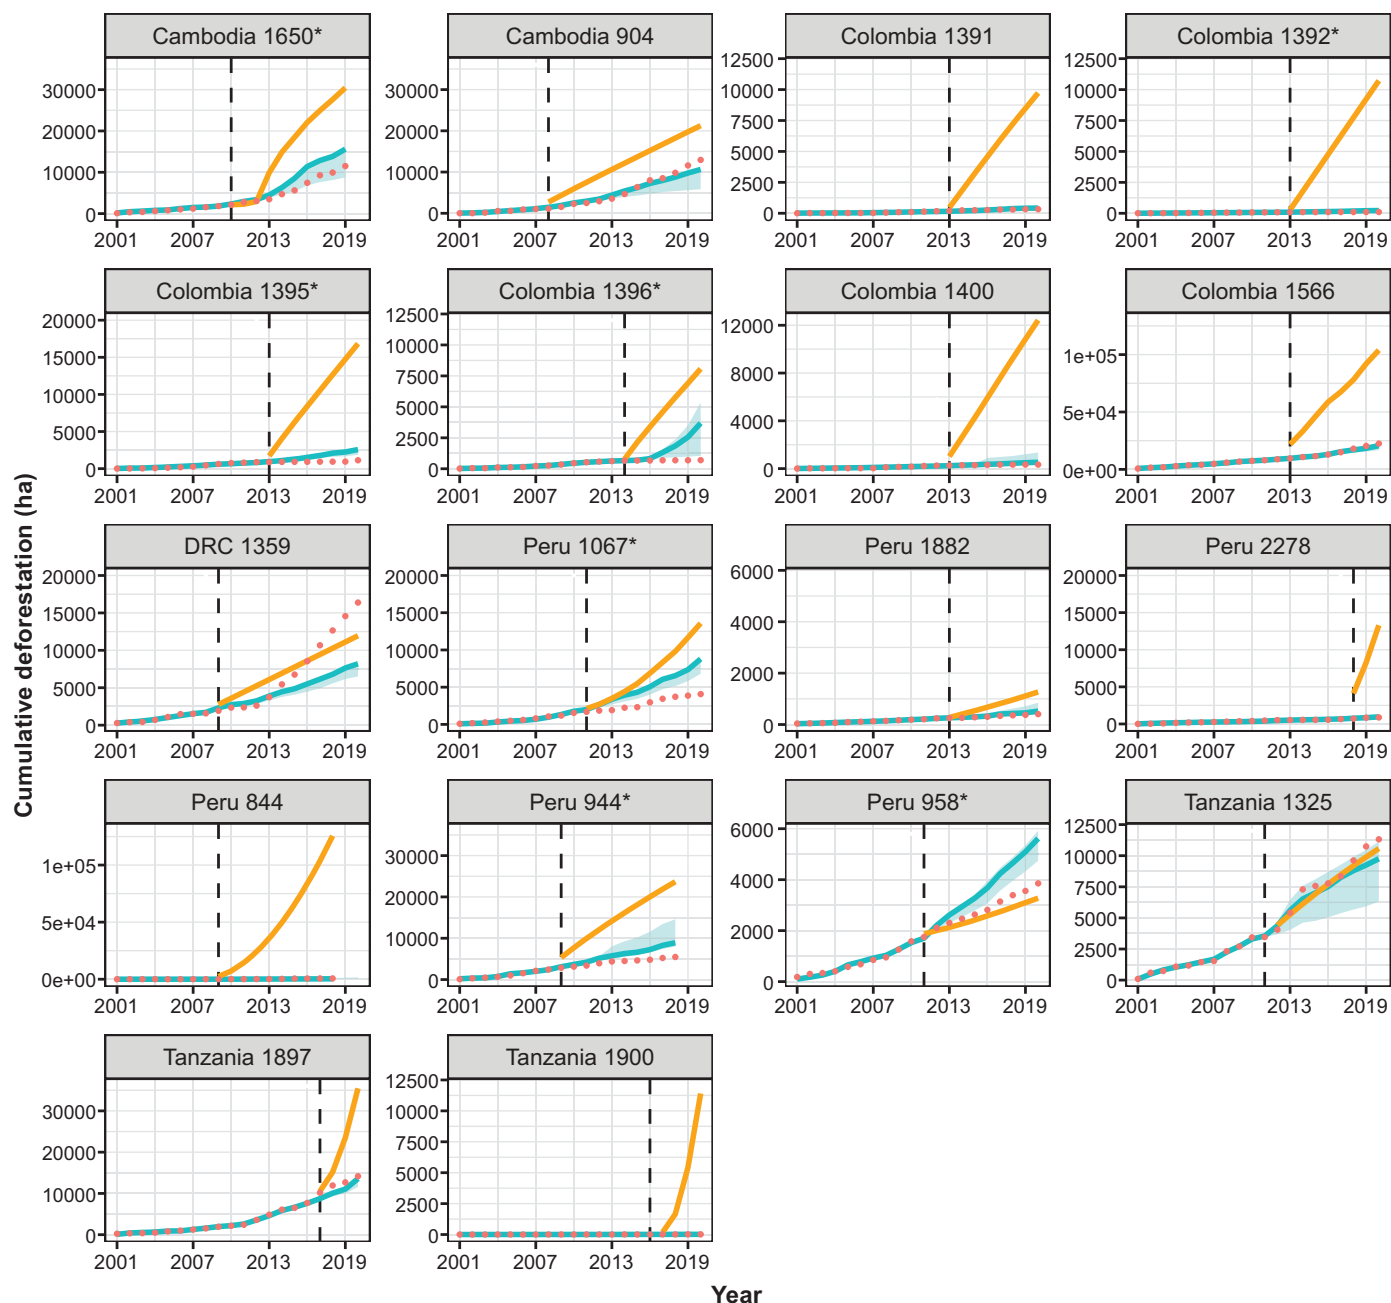 Cambodia 1650*
Cambodia 904
Colombia 1391
Colombia 1392*
30000
20000
10000
0
2001 2007 2013 2019
30000
20000
10000
0
2001 2007 2013 2019
12500
10000
7500
5000
2500
0
2001 2007 2013 2019
12500
10000
7500
5000
2500
0
2001 2007 2013 2019
Colombia 1395*
Colombia 1396*
Colombia 1400
Colombia 1566
20000
15000
10000
5000
0
2001 2007 2013 2019
12500
10000
7500
5000
2500
0
2001 2007 2013 2019
12000
8000
4000
0
2001 2007 2013 2019
1e+05
5e+04
0e+00
2001 2007 2013 2019
Cumulative deforestation (ha)
DRC 1359
Peru 1067*
Peru 1882
Peru 2278
20000
15000
10000
5000
0
2001 2007 2013 2019
20000
15000
10000
5000
0
2001 2007 2013 2019
6000
4000
2000
0
2001 2007 2013 2019
20000
15000
10000
5000
0
2001 2007 2013 2019
Peru 844
Peru 944*
Peru 958*
Tanzania 1325
1e+05
5e+04
0e+00
2001 2007 2013 2019
30000
20000
10000
0
2001 2007 2013 2019
6000
4000
2000
0
2001 2007 2013 2019
12500
10000
7500
5000
2500
0
2001 2007 2013 2019
Tanzania 1897
Tanzania 1900
30000
20000
10000
0
2001 2007 2013 2019
12500
10000
7500
5000
2500
0
2001 2007 2013 2019
Year